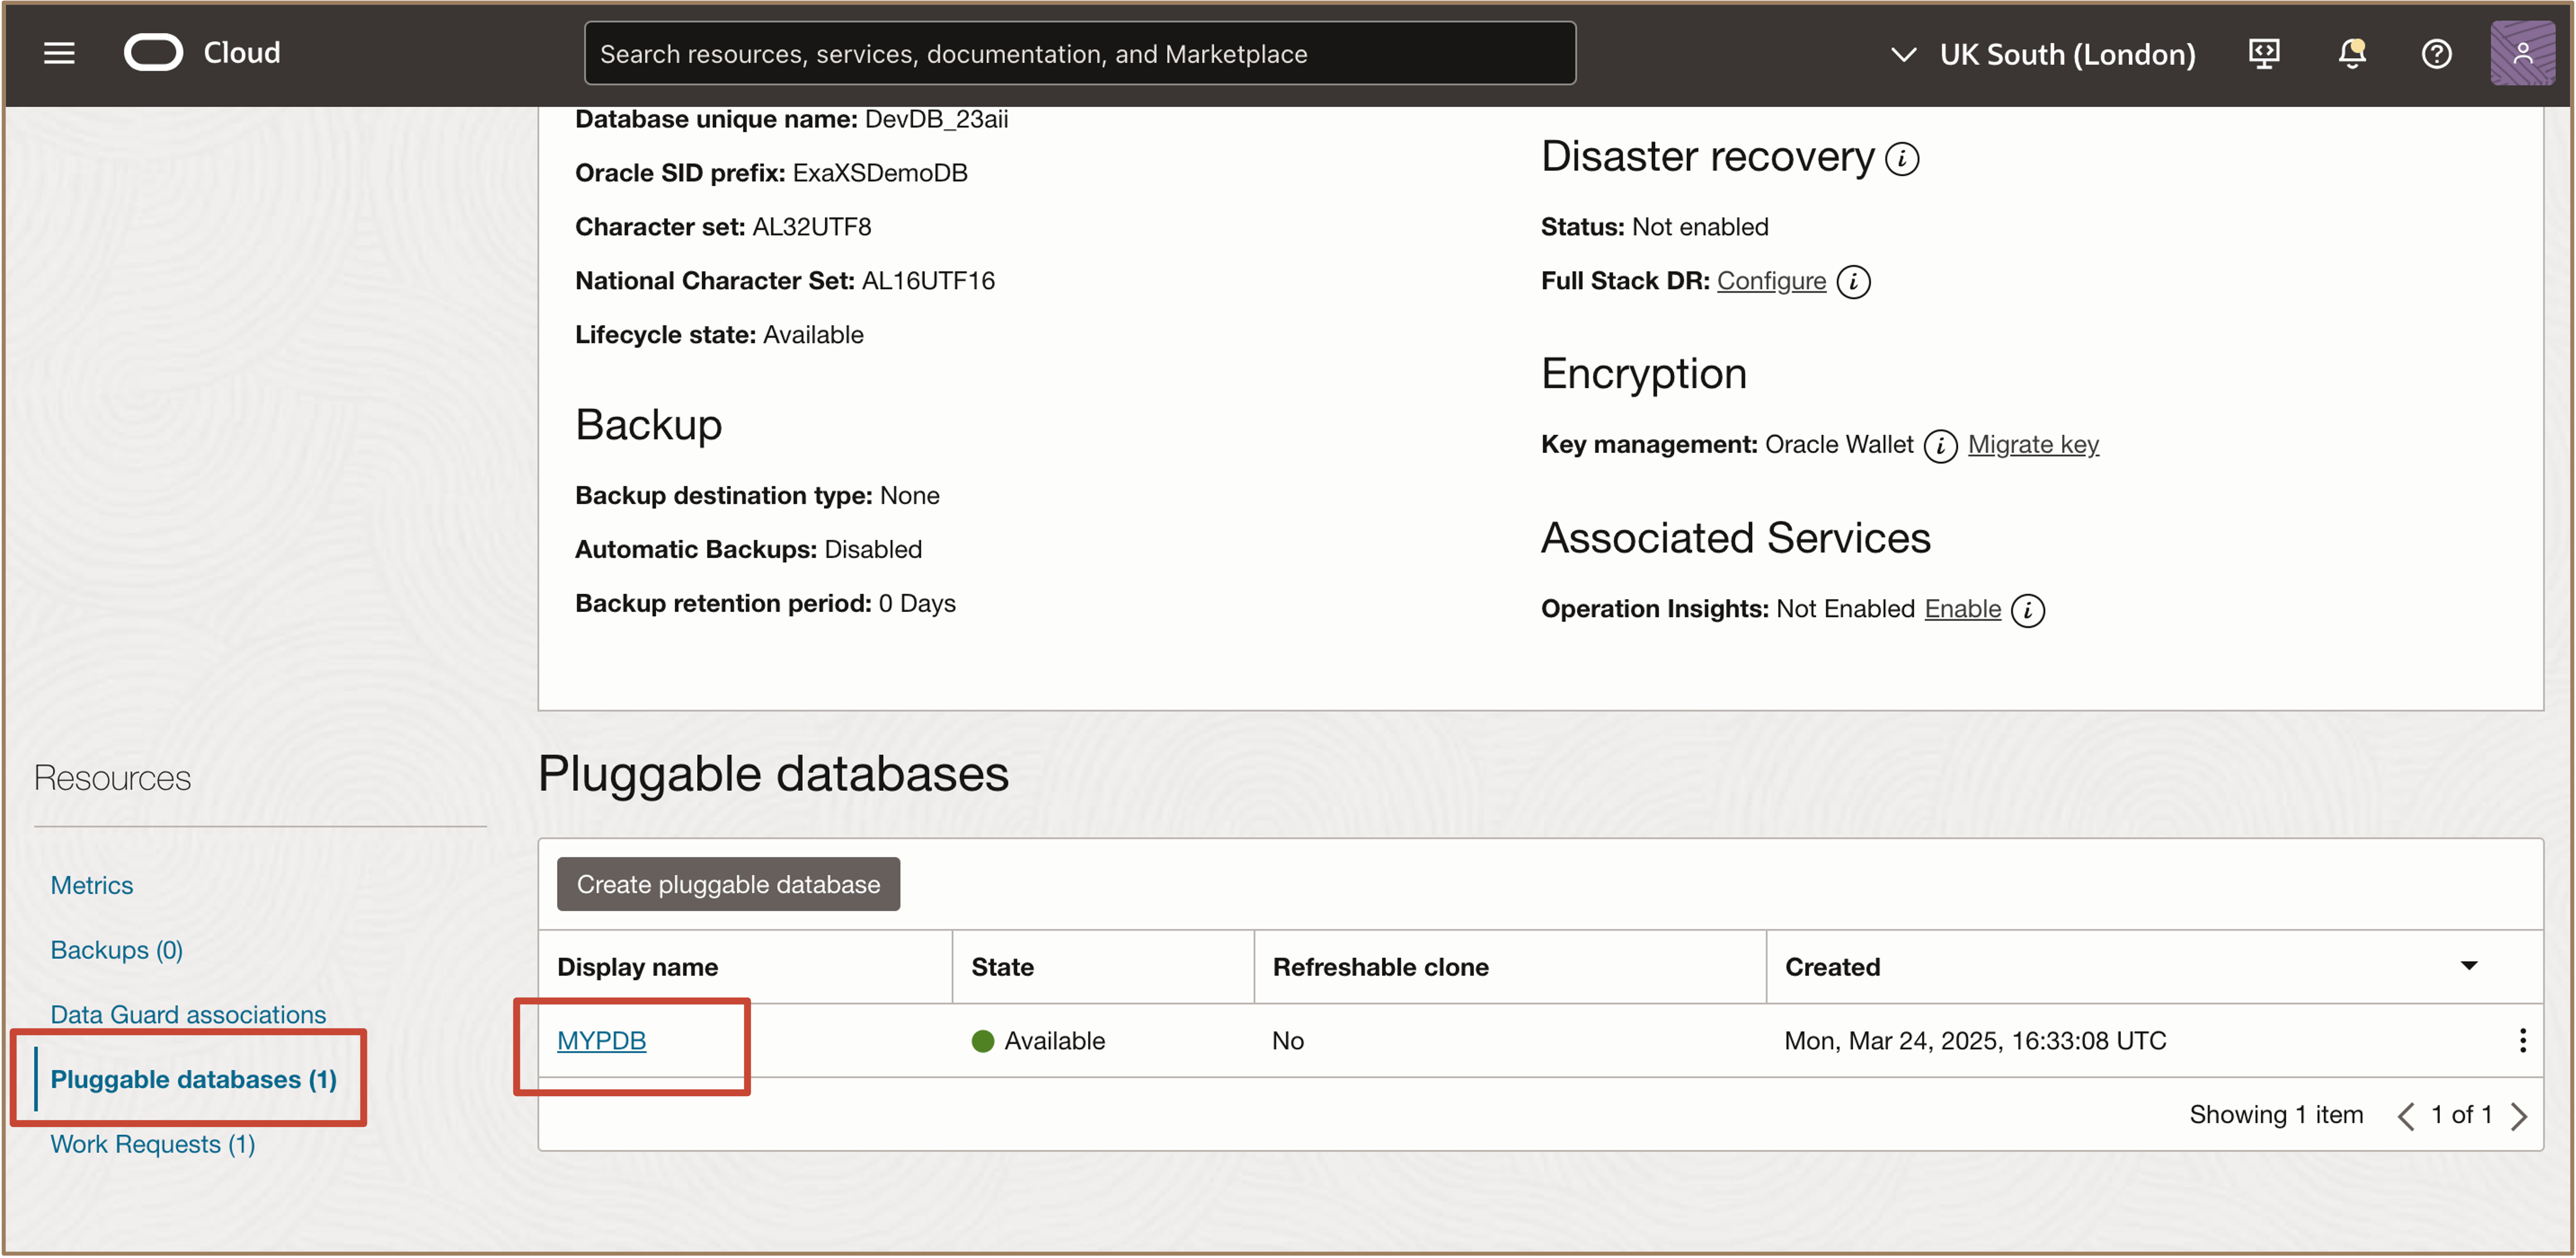 Cloud
Search resources, services, documentation, and Marketplace
UK South (London)
Database unique name: DevDB_23aii
Oracle SID prefix: ExaXSDemoDB
Character set: AL32UTF8
National Character Set: AL16UTF16
Lifecycle state: Available
Backup
Backup destination type: None
Automatic Backups: Disabled
Backup retention period: 0 Days
Disaster recovery
Status: Not enabled
Full Stack DR: Configure
Encryption
Key management: Oracle Wallet Migrate key
Associated Services
Operation Insights: Not Enabled Enable
Resources
Metrics
Backups (0)
Data Guard associations
Pluggable databases (1)
Work Requests (1)
Pluggable databases
Create pluggable database
Display name State Refreshable clone Created
MYPDB Available No Mon, Mar 24, 2025, 16:33:08 UTC
Showing 1 item 1 of 1